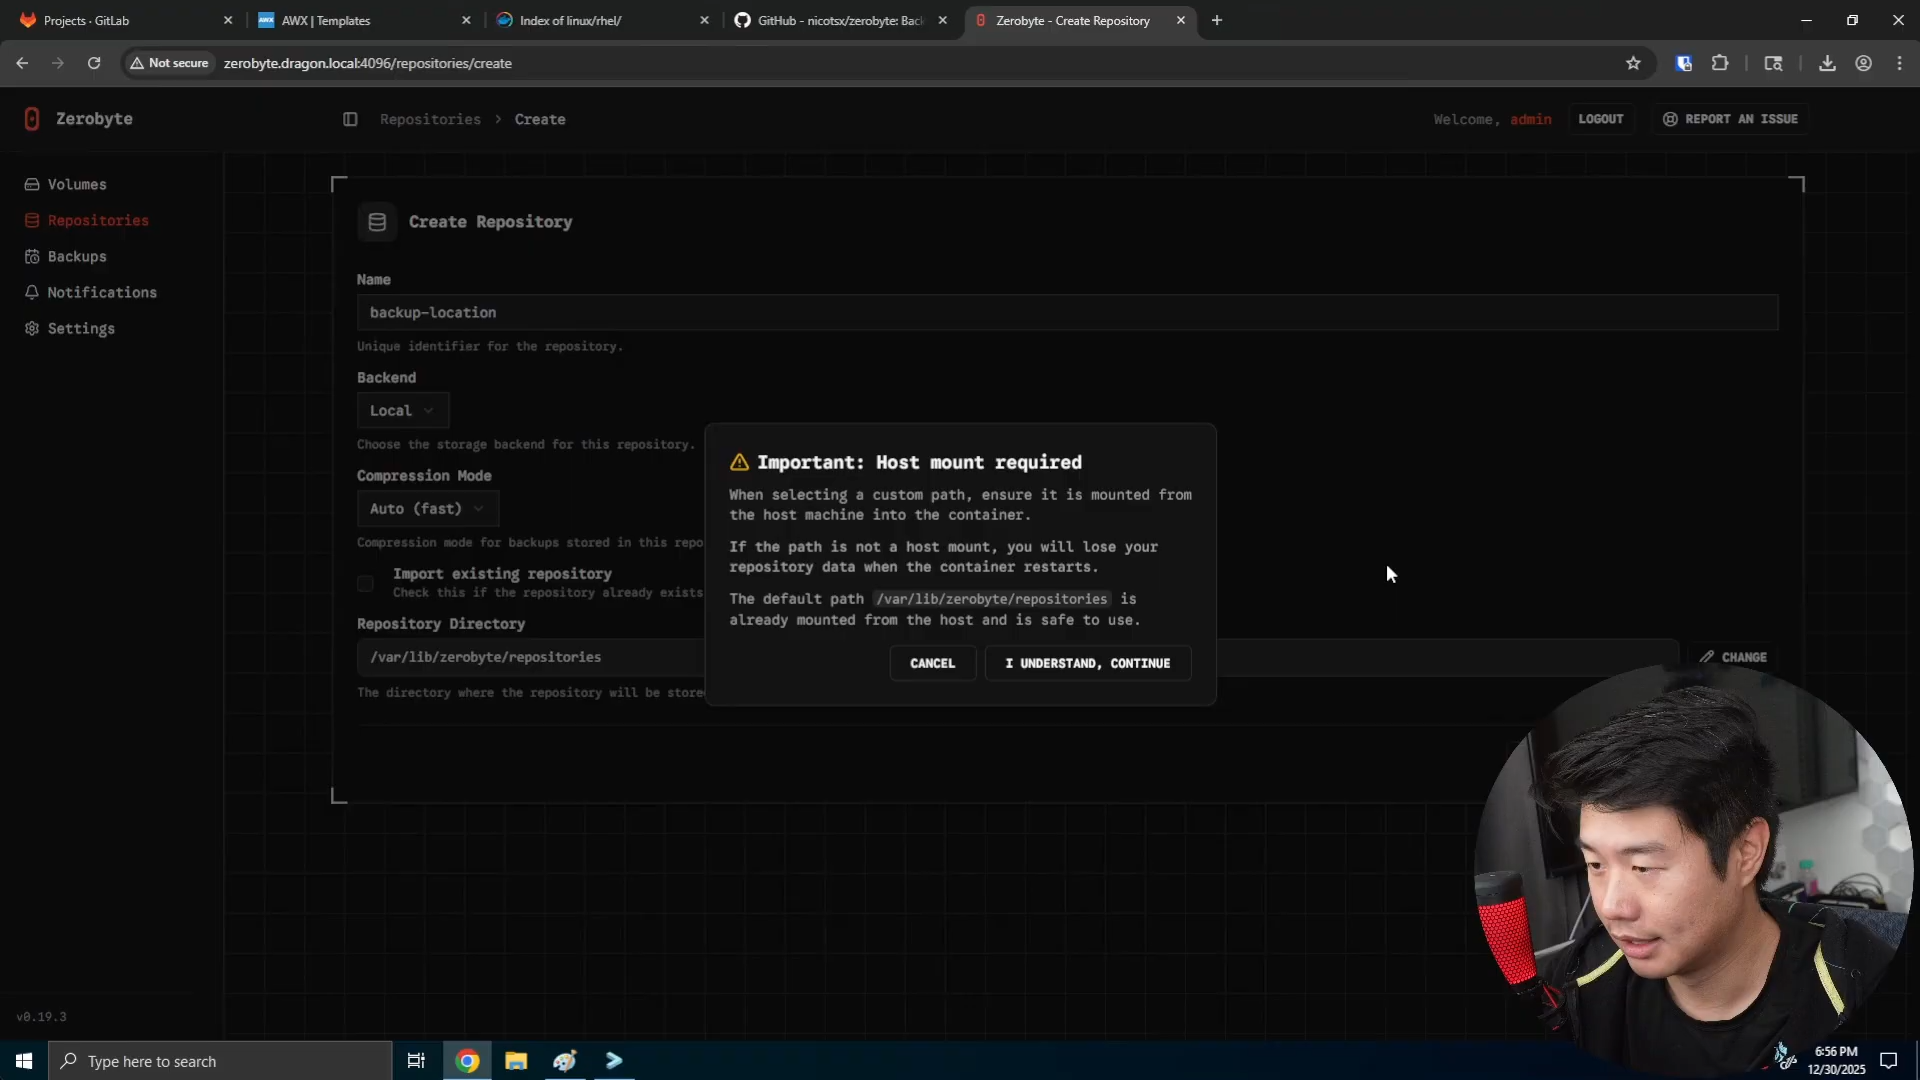 Projects · GitLab
AWX | Templates
Index of linux/rhel/
GitHub - nicotsx/zerobyte: Back
Zerobyte - Create Repository
Not secure
zerobyte.dragon.local:4096/repositories/create
Zerobyte
Repositories > Create
Welcome, admin
LOGOUT
REPORT AN ISSUE
Volumes
Repositories
Backups
Notifications
Settings
Create Repository
Name
backup-location
Unique identifier for the repository.
Backend
Local
Choose the storage backend for this repository.
Compression Mode
Auto (fast)
Compression mode for backups stored in this repo
Import existing repository
Check this if the repository already exists
Repository Directory
/var/lib/zerobyte/repositories
CHANGE
The directory where the repository will be store
Important: Host mount required
When selecting a custom path, ensure it is mounted from
the host machine into the container.
If the path is not a host mount, you will lose your
repository data when the container restarts.
The default path /var/lib/zerobyte/repositories is
already mounted from the host and is safe to use.
CANCEL
I UNDERSTAND, CONTINUE
v0.19.3
Type here to search
6:56 PM
12/30/2025